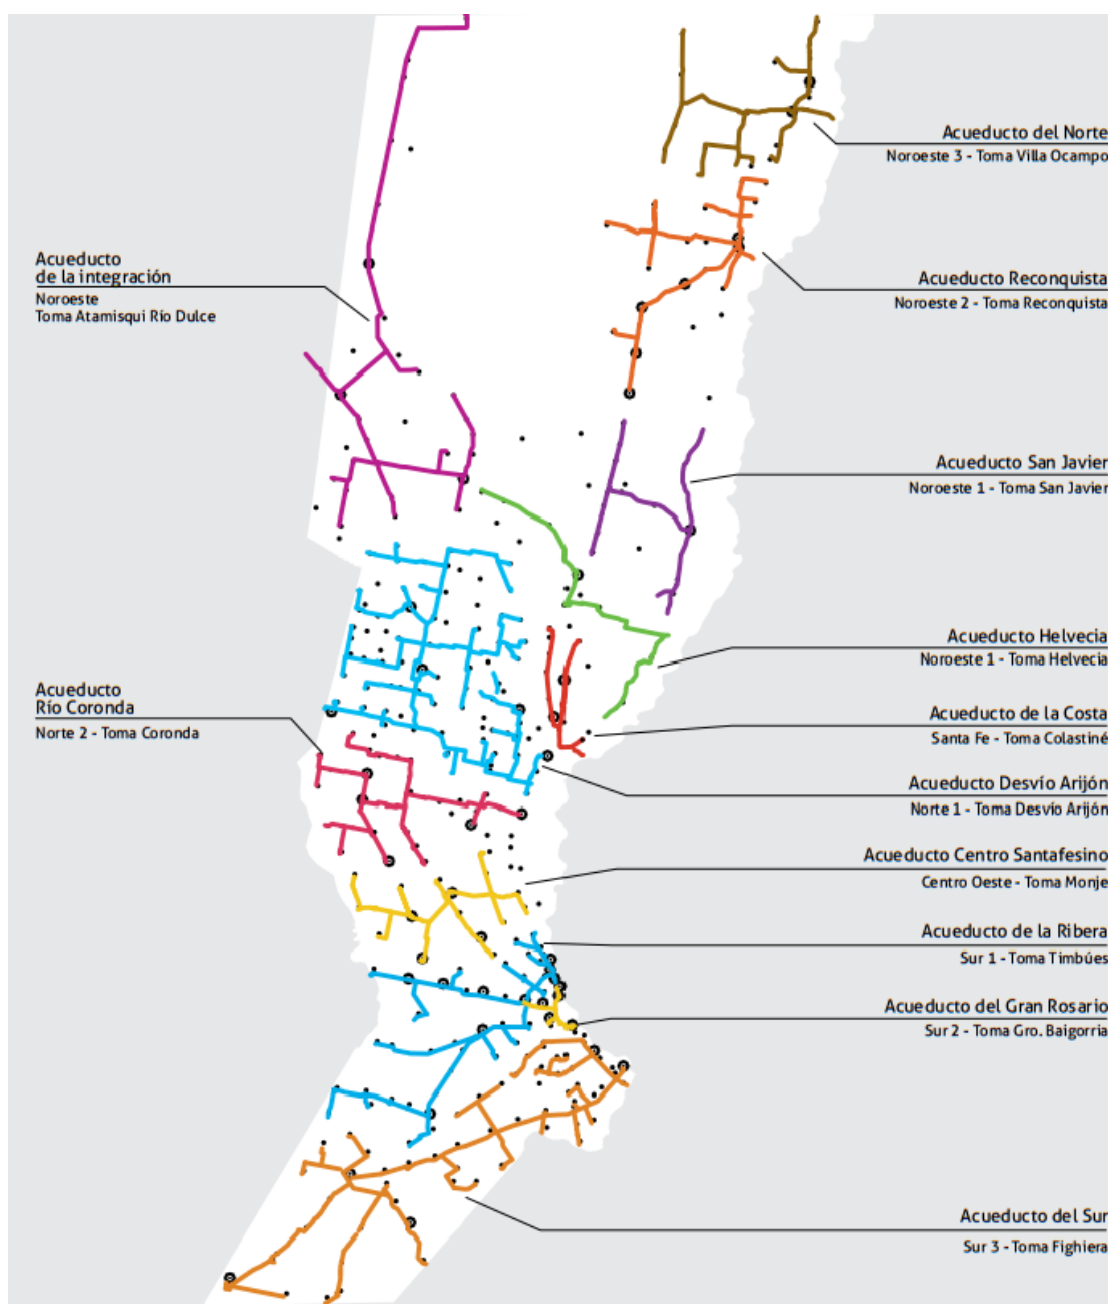 Acueducto del Norte
Noroeste 3 - Toma Villa Ocampo
Acueducto
de la integración
Noroeste
Toma Atamisqui Río Dulce
Acueducto Reconquista
Noroeste 2 - Toma Reconquista
Acueducto San Javier
Noroeste 1 - Toma San Javier
Acueducto Helvecia
Noroeste 1 - Toma Helvecia
Acueducto
Río Coronda
Norte 2 - Toma Coronda
Acueducto de la Costa
Santa Fe - Toma Colastiné
Acueducto Desvío Arijón
Norte 1 - Toma Desvío Arijón
Acueducto Centro Santafesino
Centro Oeste - Toma Monje
Acueducto de la Ribera
Sur 1 - Toma Timbúes
Acueducto del Gran Rosario
Sur 2 - Toma Gro. Baigorria
Acueducto del Sur
Sur 3 - Toma Fighiera